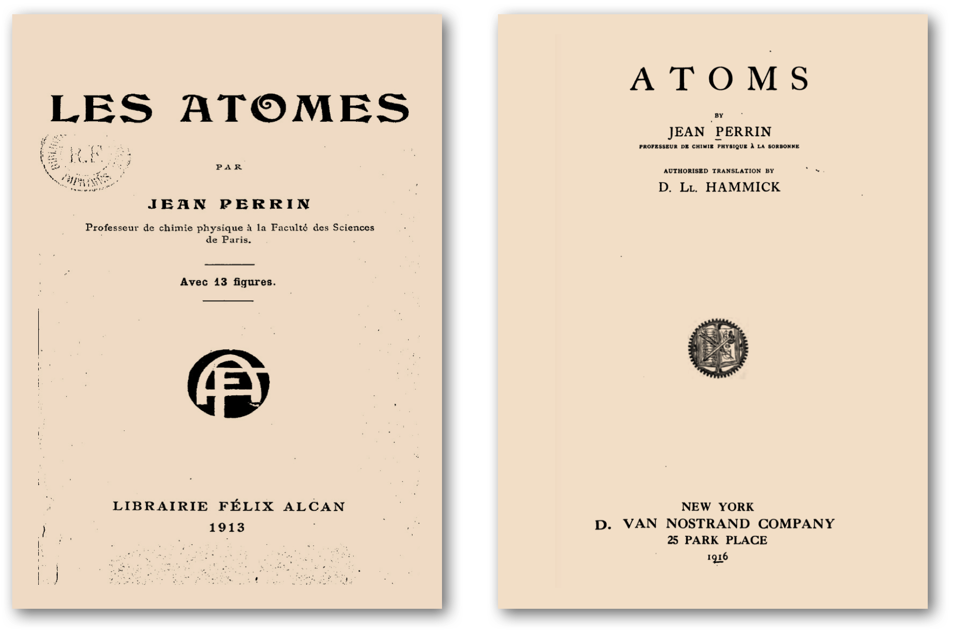 LES ATOMES
R.F.
IMPRIMÉS
PAR
JEAN PERRIN
Professeur de chimie physique à la Faculté des Sciences
de Paris.
Avec 13 figures.
LIBRAIRIE FÉLIX ALCAN
1913
ATOMS
BY
JEAN PERRIN
PROFESSEUR DE CHIMIE PHYSIQUE À LA SORBONNE
AUTHORISED TRANSLATION BY
D. LL. HAMMICK
NEW YORK
D. VAN NOSTRAND COMPANY
25 PARK PLACE
1916